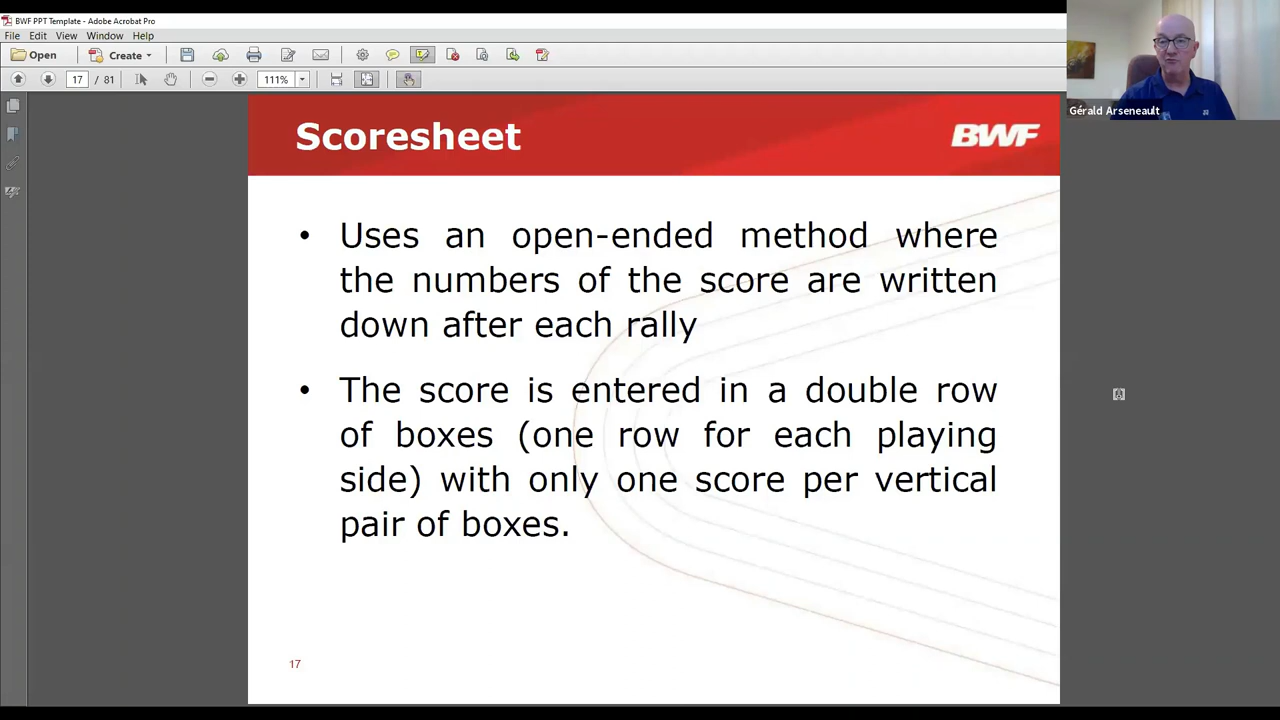 BWF PPT Template - Adobe Acrobat Pro
File Edit View Window Help
Open Create
17 / 81 111%
Gérald Arseneault
Scoresheet
BWF
• Uses an open-ended method where
the numbers of the score are written
down after each rally
• The score is entered in a double row
of boxes (one row for each playing
side) with only one score per vertical
pair of boxes.
17